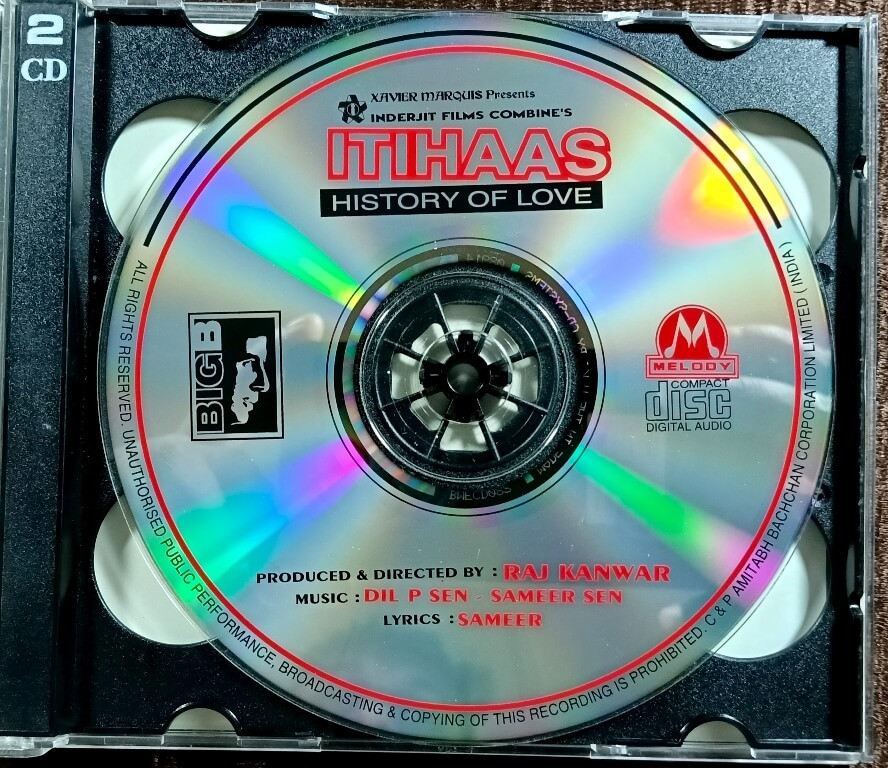 2
CD
XAVIER MARQUIS Presents
INDERJIT FILMS COMBINE'S
ITIHAAS
HISTORY OF LOVE
BIG B
MELODY
COMPACT
disc
DIGITAL AUDIO
PRODUCED & DIRECTED BY : RAJ KANWAR
MUSIC : DIL P SEN - SAMEER SEN
LYRICS : SAMEER
ALL RIGHTS RESERVED. UNAUTHORISED PUBLIC PERFORMANCE, BROADCASTING & COPYING OF THIS RECORDING IS PROHIBITED. C & P AMITABH BACHCHAN CORPORATION LIMITED ( INDIA )